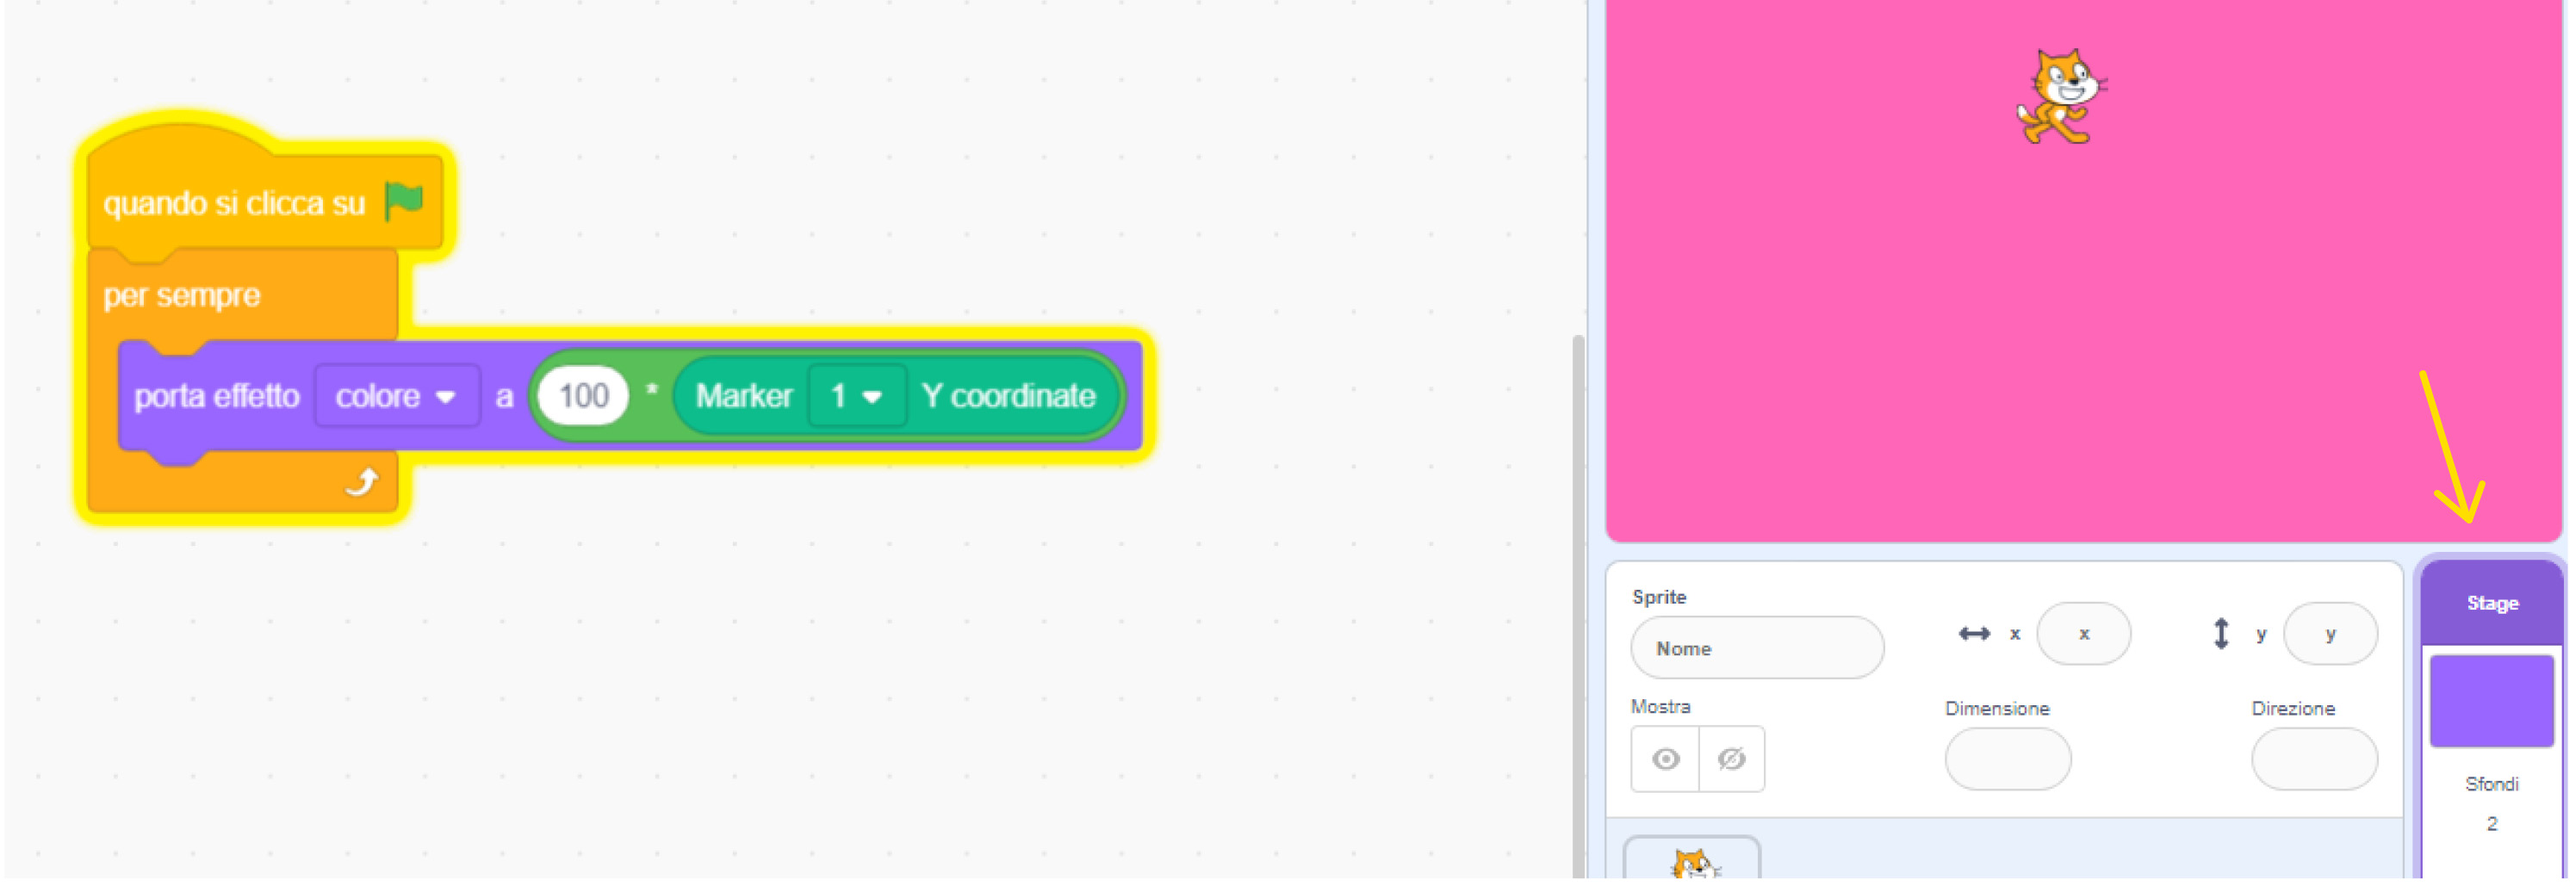 quando si clicca su
per sempre
porta effetto colore a 100 * Marker 1 Y coordinate
Sprite
Nome
x x
y y
Stage
Mostra
Dimensione
Direzione
Sfondi
2